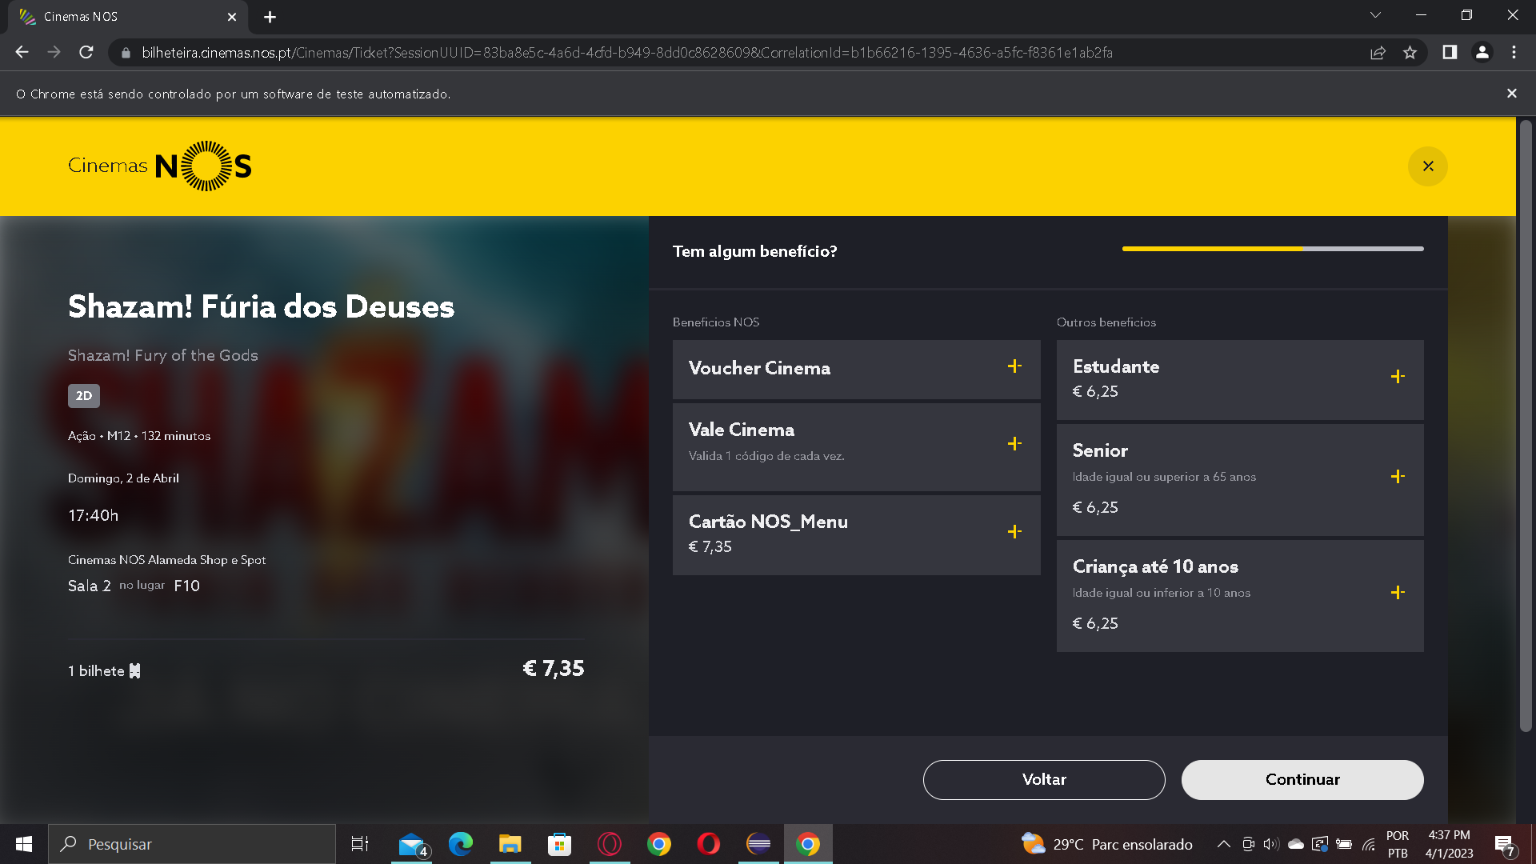 Cinemas NOS
bilheteira.cinemas.nos.pt/Cinemas/Ticket?SessionUUID=83ba8e5c-4a6d-4cfd-b949-8dd0c8628609&CorrelationId=b1b66216-1395-4636-a5fc-f8361e1ab2fa
O Chrome está sendo controlado por um software de teste automatizado.
Cinemas NOS
Shazam! Fúria dos Deuses
Shazam! Fury of the Gods
2D
Ação • M12 • 132 minutos
Domingo, 2 de Abril
17:40h
Cinemas NOS Alameda Shop e Spot
Sala 2 no lugar F10
1 bilhete
€ 7,35
Tem algum benefício?
Benefícios NOS
Voucher Cinema
Vale Cinema
Valida 1 código de cada vez.
Cartão NOS_Menu
€ 7,35
Outros benefícios
Estudante
€ 6,25
Senior
Idade igual ou superior a 65 anos
€ 6,25
Criança até 10 anos
Idade igual ou inferior a 10 anos
€ 6,25
Voltar
Continuar
SHAZAM
Pesquisar
4
29°C Parc ensolarado
POR
PTB
4:37 PM
4/1/2023
7